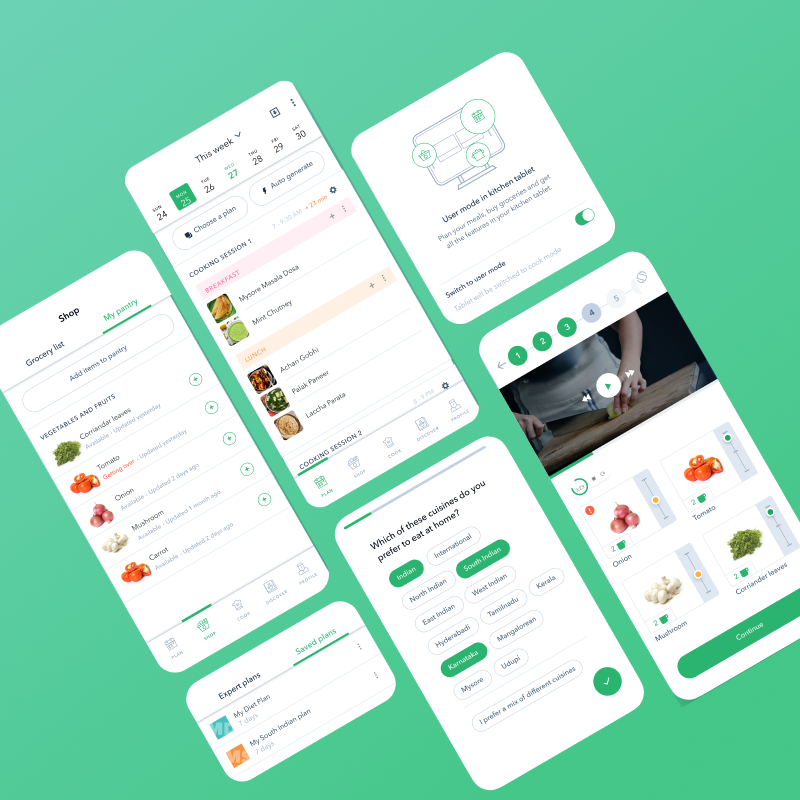 This week
SUN
24
MON
25
TUE
26
WED
27
THU
28
FRI
29
SAT
30
Choose a plan
Auto generate
COOKING SESSION 1
+ 23 min
BREAKFAST
Mysore Masala Dosa
Mint Chutney
LUNCH
Achari Gobhi
Palak Paneer
Laccha Parata
COOKING SESSION 2
PLAN
SHOP
COOK
DISCOVER
PROFILE
User mode in kitchen tablet
Plan your meals, buy groceries and get
all the features in your kitchen tablet.
Switch to user mode
Tablet will be switched to cook mode
Shop
Grocery list
My pantry
Add items to pantry
VEGETABLES AND FRUITS
Corriandar leaves
Available - Updated yesterday
Tomato
Getting over - Updated yesterday
Onion
Available - Updated 2 days ago
Mushroom
Available - Updated 1 month ago
Carrot
Available - Updated 2 days ago
PLAN
SHOP
COOK
DISCOVER
PROFILE
Expert plans
Saved plans
My Diet Plan
7 days
My South Indian plan
7 days
Which of these cuisines do you
prefer to eat at home?
Indian
International
North Indian
South Indian
East Indian
West Indian
Kerala
Hyderabadi
Tamilnadu
Karnataka
Mangalorean
Mysore
Udupi
I prefer a mix of different cuisines
1
2
3
4
5
1
2
Onion
2
Tomato
2
Mushroom
2
Corriander leaves
Continue